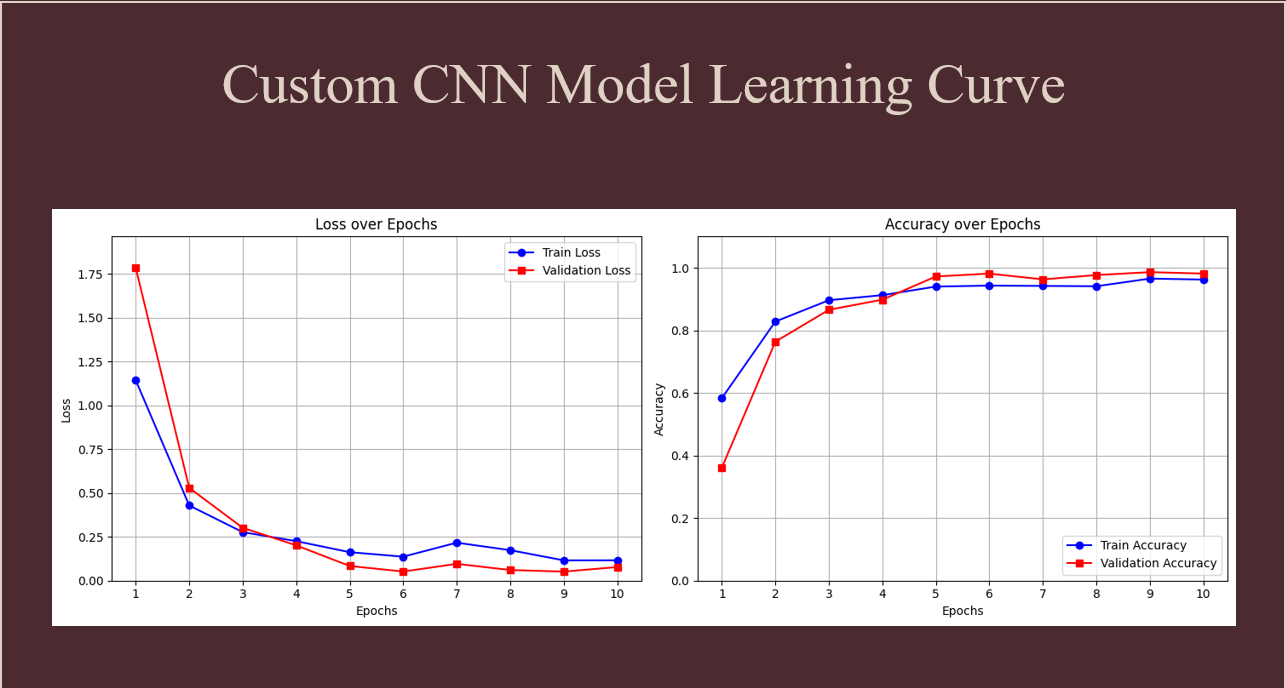 Custom CNN Model Learning Curve
Loss over Epochs
Train Loss
Validation Loss
1.75
1.50
1.25
1.00
0.75
0.50
0.25
0.00
Loss
1 2 3 4 5 6 7 8 9 10
Epochs
Accuracy over Epochs
1.0
0.8
0.6
0.4
0.2
0.0
Accuracy
Train Accuracy
Validation Accuracy
1 2 3 4 5 6 7 8 9 10
Epochs